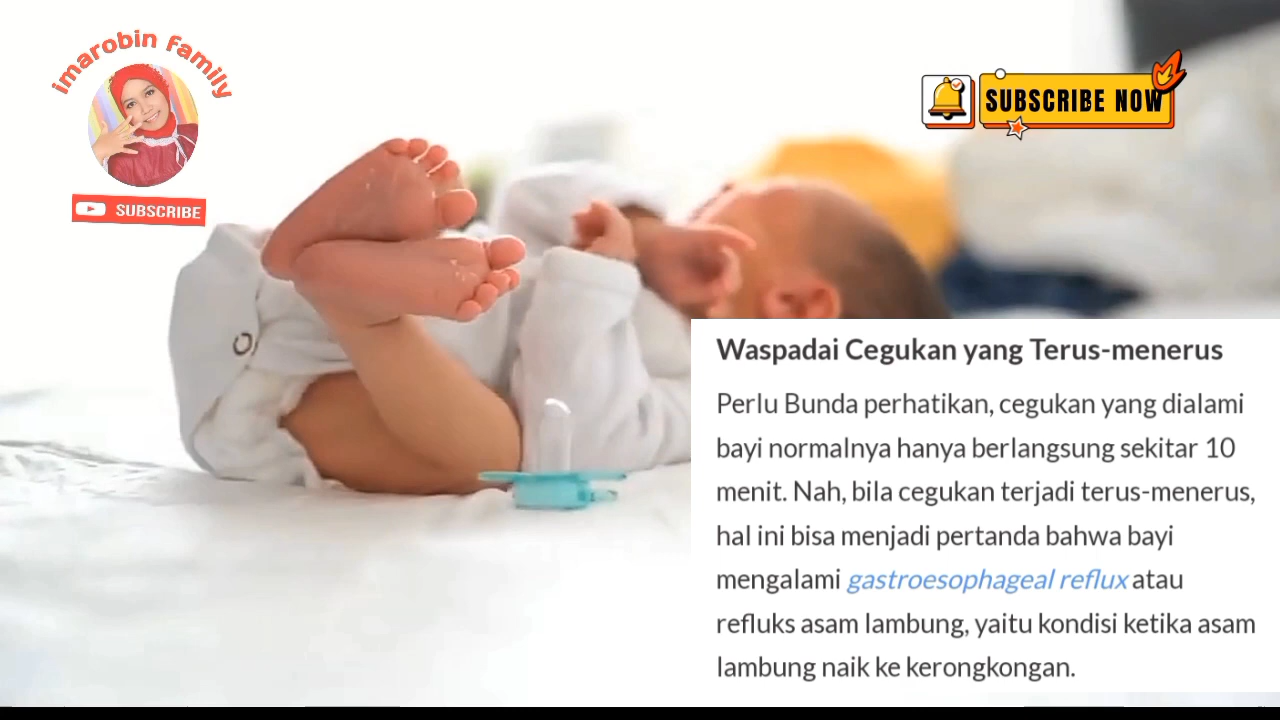 imarobin family
SUBSCRIBE
SUBSCRIBE NOW
Waspadai Cegukan yang Terus-menerus
Perlu Bunda perhatikan, cegukan yang dialami
bayi normalnya hanya berlangsung sekitar 10
menit. Nah, bila cegukan terjadi terus-menerus,
hal ini bisa menjadi pertanda bahwa bayi
mengalami gastroesophageal reflux atau
refluks asam lambung, yaitu kondisi ketika asam
lambung naik ke kerongkongan.